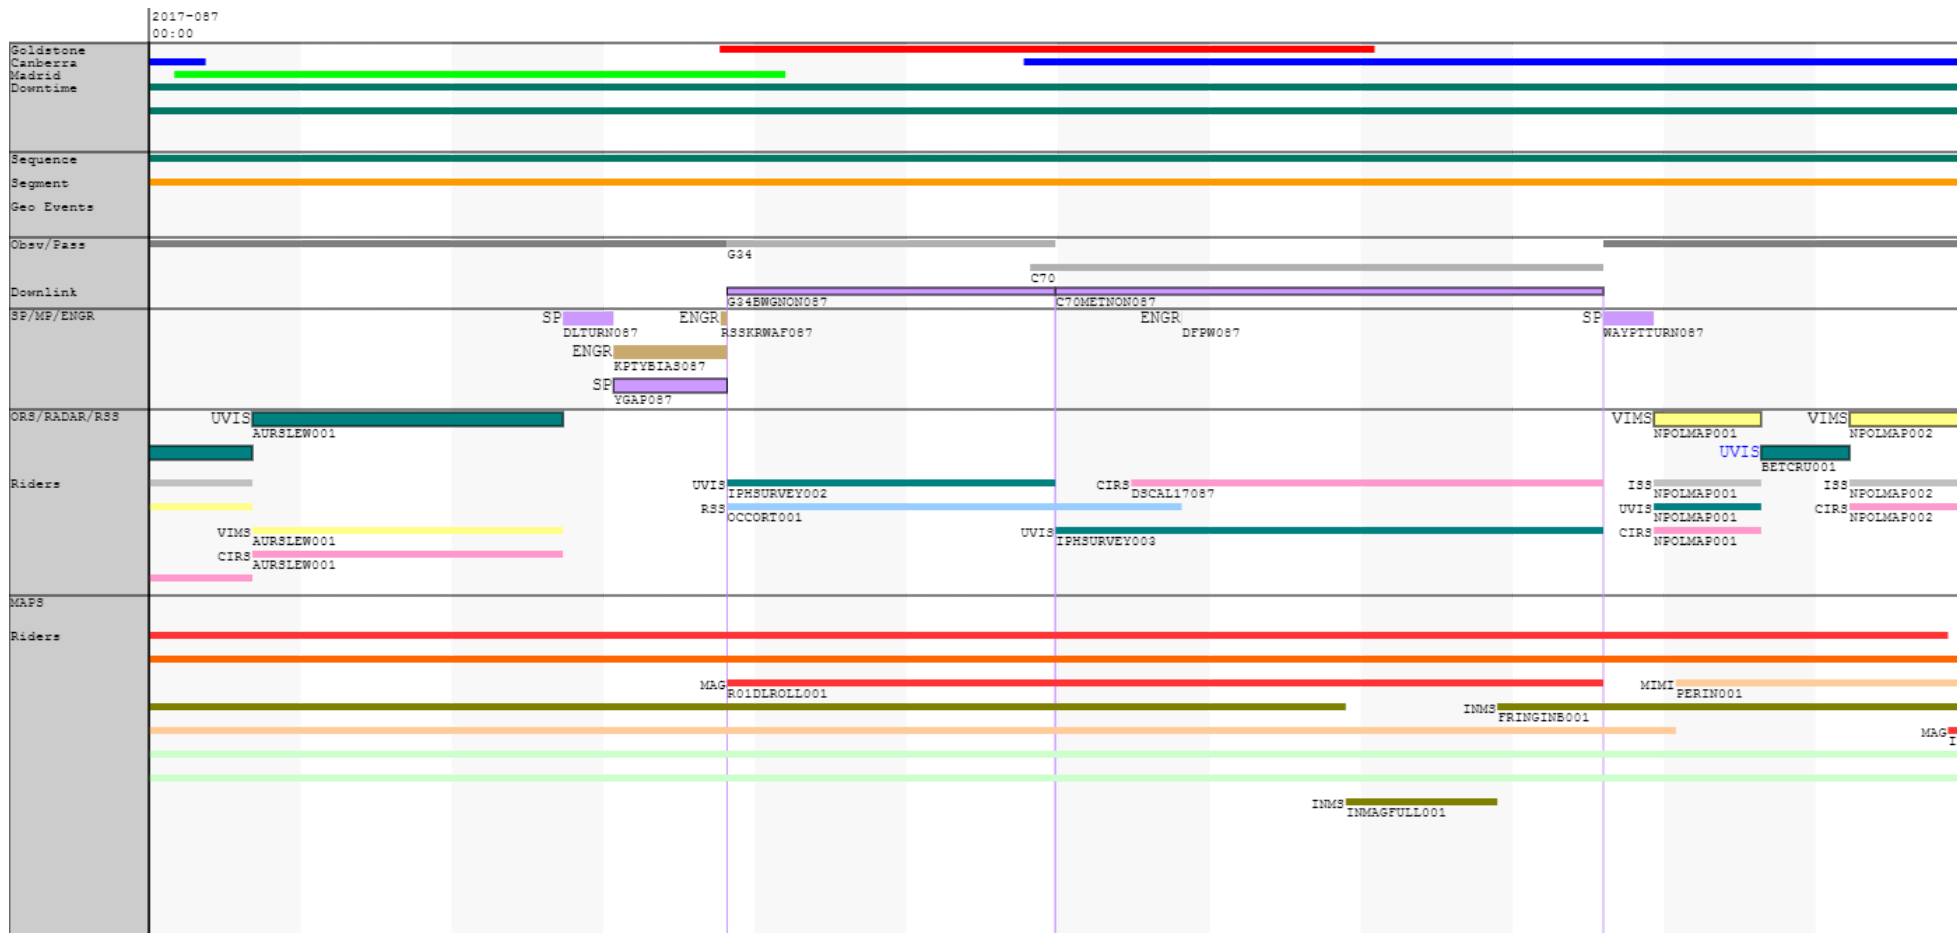 2017-087
00:00
Goldstone
Canberra
Madrid
Downtime
Sequence
Segment
Geo Events
Obsv/Pass
G34
C70
Downlink
G34BWGNON087 C70METNON087
SP/MP/ENGR SP ENGR ENGR SP
DLTURN087 RSSKRWAF087 DFPW087 WAYPTTURN087
ENGR
KPTYBIAS087
SP
YGAP087
ORS/RADAR/RSS UVIS VIMS VIMS
AURSLEW001 NPOLMAP001 NPOLMAP002
UVIS
BETCRU001
Riders UVIS CIRS ISS ISS
IPHSURVEY002 DSCAL17087 NPOLMAP001 NPOLMAP002
RSS UVIS CIRS
OCCORT001 NPOLMAP001 NPOLMAP002
VIMS UVIS CIRS
AURSLEW001 IPHSURVEY003 NPOLMAP001
CIRS
AURSLEW001
MAPS
Riders
MAG MIMI
R01DLROLL001 PERIN001
INMS
FRINGINB001
MAG
I
INMS
INMAGFULL001